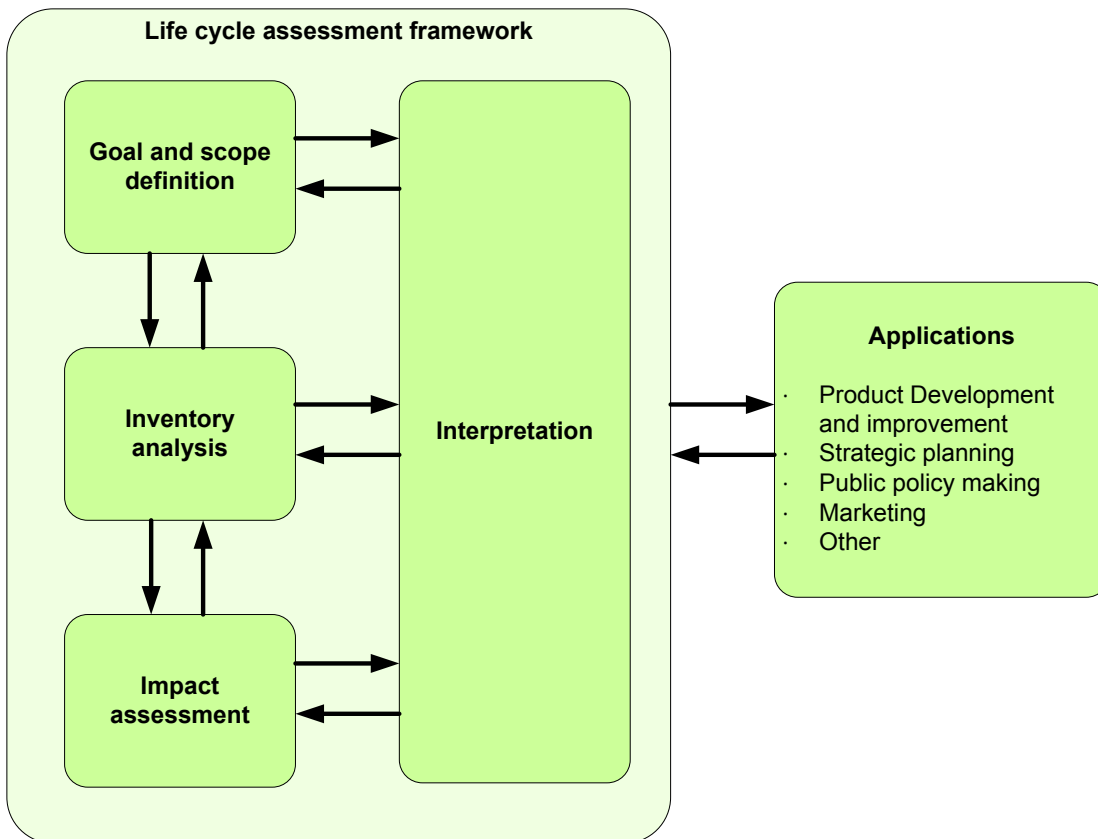 Life cycle assessment framework
Goal and scope
definition
Inventory
analysis
Impact
assessment
Interpretation
Applications
· Product Development
and improvement
· Strategic planning
· Public policy making
· Marketing
· Other